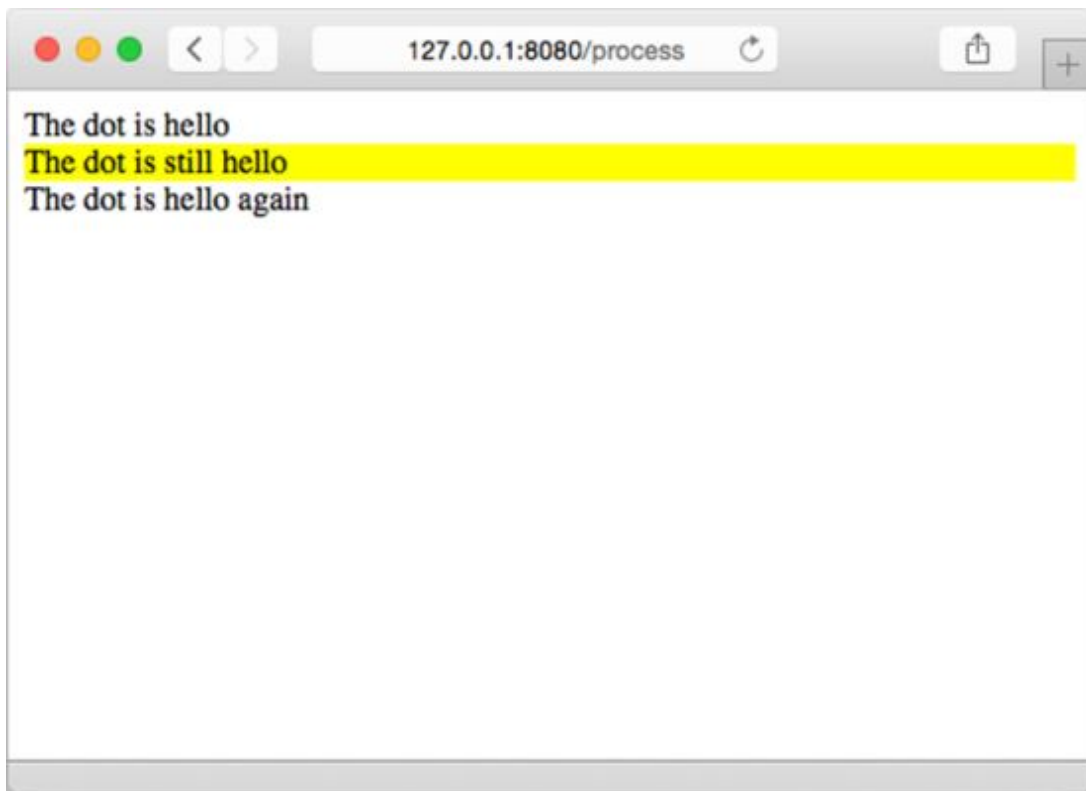 127.0.0.1:8080/process
The dot is hello
The dot is still hello
The dot is hello again